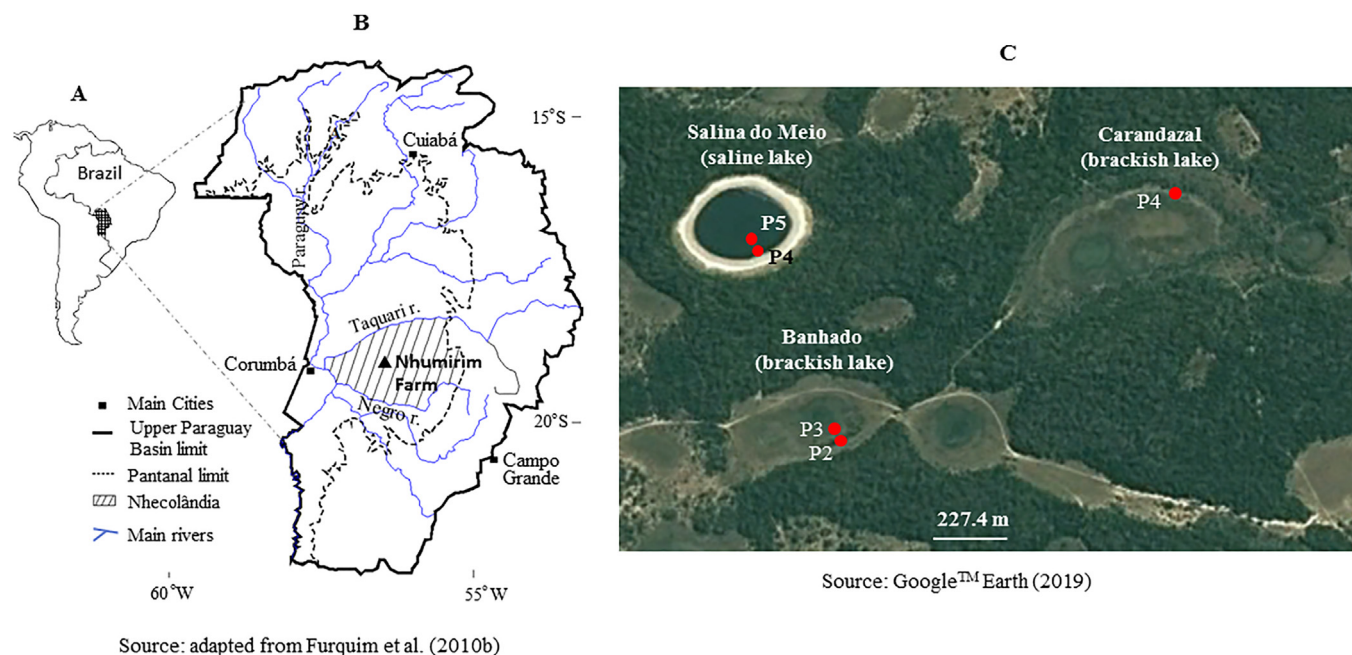 A
Brazil
B
15°S
Cuiabá
Paraguay r.
Taquari r.
Corumbá
Nhumirim
Farm
Negro r.
20°S
Campo
Grande
Main Cities
Upper Paraguay
Basin limit
Pantanal limit
Nhecolândia
Main rivers
60°W
55°W
Source: adapted from Furquim et al. (2010b)
C
Salina do Meio
(saline lake)
P5
P4
Carandazal
(brackish lake)
P4
Banhado
(brackish lake)
P3
P2
227.4 m
Source: Google™ Earth (2019)